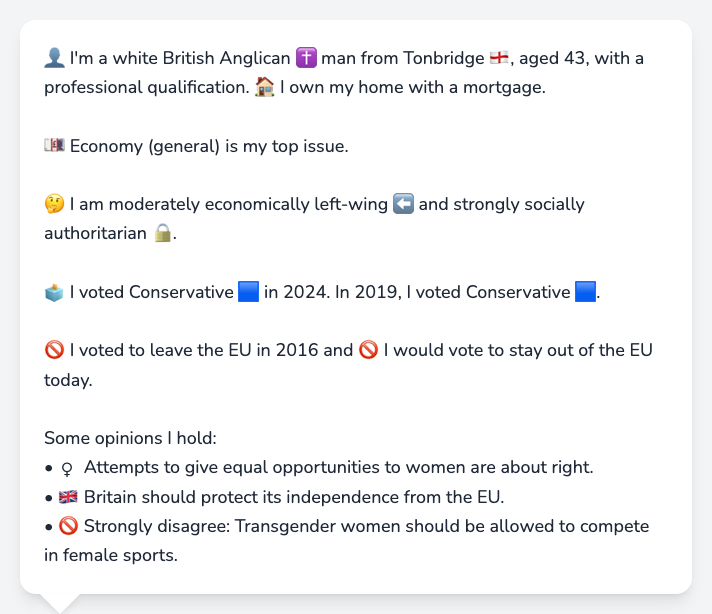 👤 I'm a white British Anglican ✝️ man from Tonbridge 🏴󠁧󠁢󠁥󠁮󠁧󠁿, aged 43, with a
professional qualification. 🏠 I own my home with a mortgage.
💷 Economy (general) is my top issue.
🤔 I am moderately economically left-wing ⬅️ and strongly socially
authoritarian 🔒.
🗳️ I voted Conservative 🟦 in 2024. In 2019, I voted Conservative 🟦.
🚫 I voted to leave the EU in 2016 and 🚫 I would vote to stay out of the EU
today.
Some opinions I hold:
• ♀ Attempts to give equal opportunities to women are about right.
• 🇬🇧 Britain should protect its independence from the EU.
• 🚫 Strongly disagree: Transgender women should be allowed to compete
in female sports.